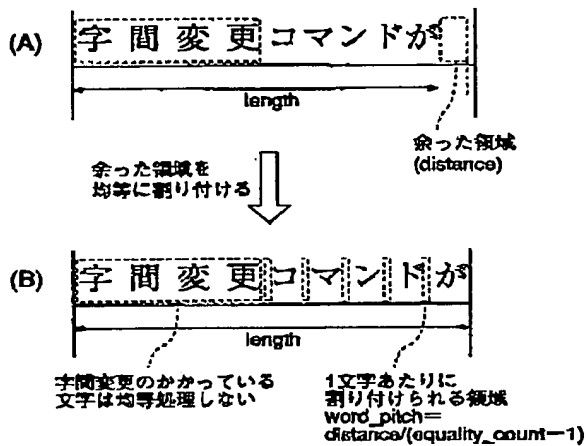 (A)
字間変更コマンドが
length
余った領域
(distance)
余った領域を
均等に割り付ける
(B)
字間変更コマンドが
length
字間変更のかかっている
文字は均等処理しない
1文字あたりに
割り付けられる領域
word_pitch=
distance/(equality_count-1)